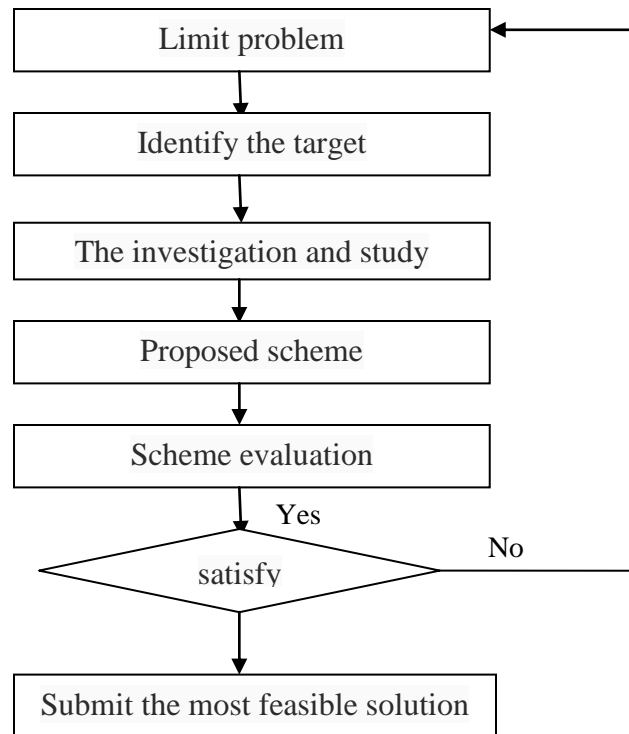 Limit problem
Identify the target
The investigation and study
Proposed scheme
Scheme evaluation
Yes
No
satisfy
Submit the most feasible solution